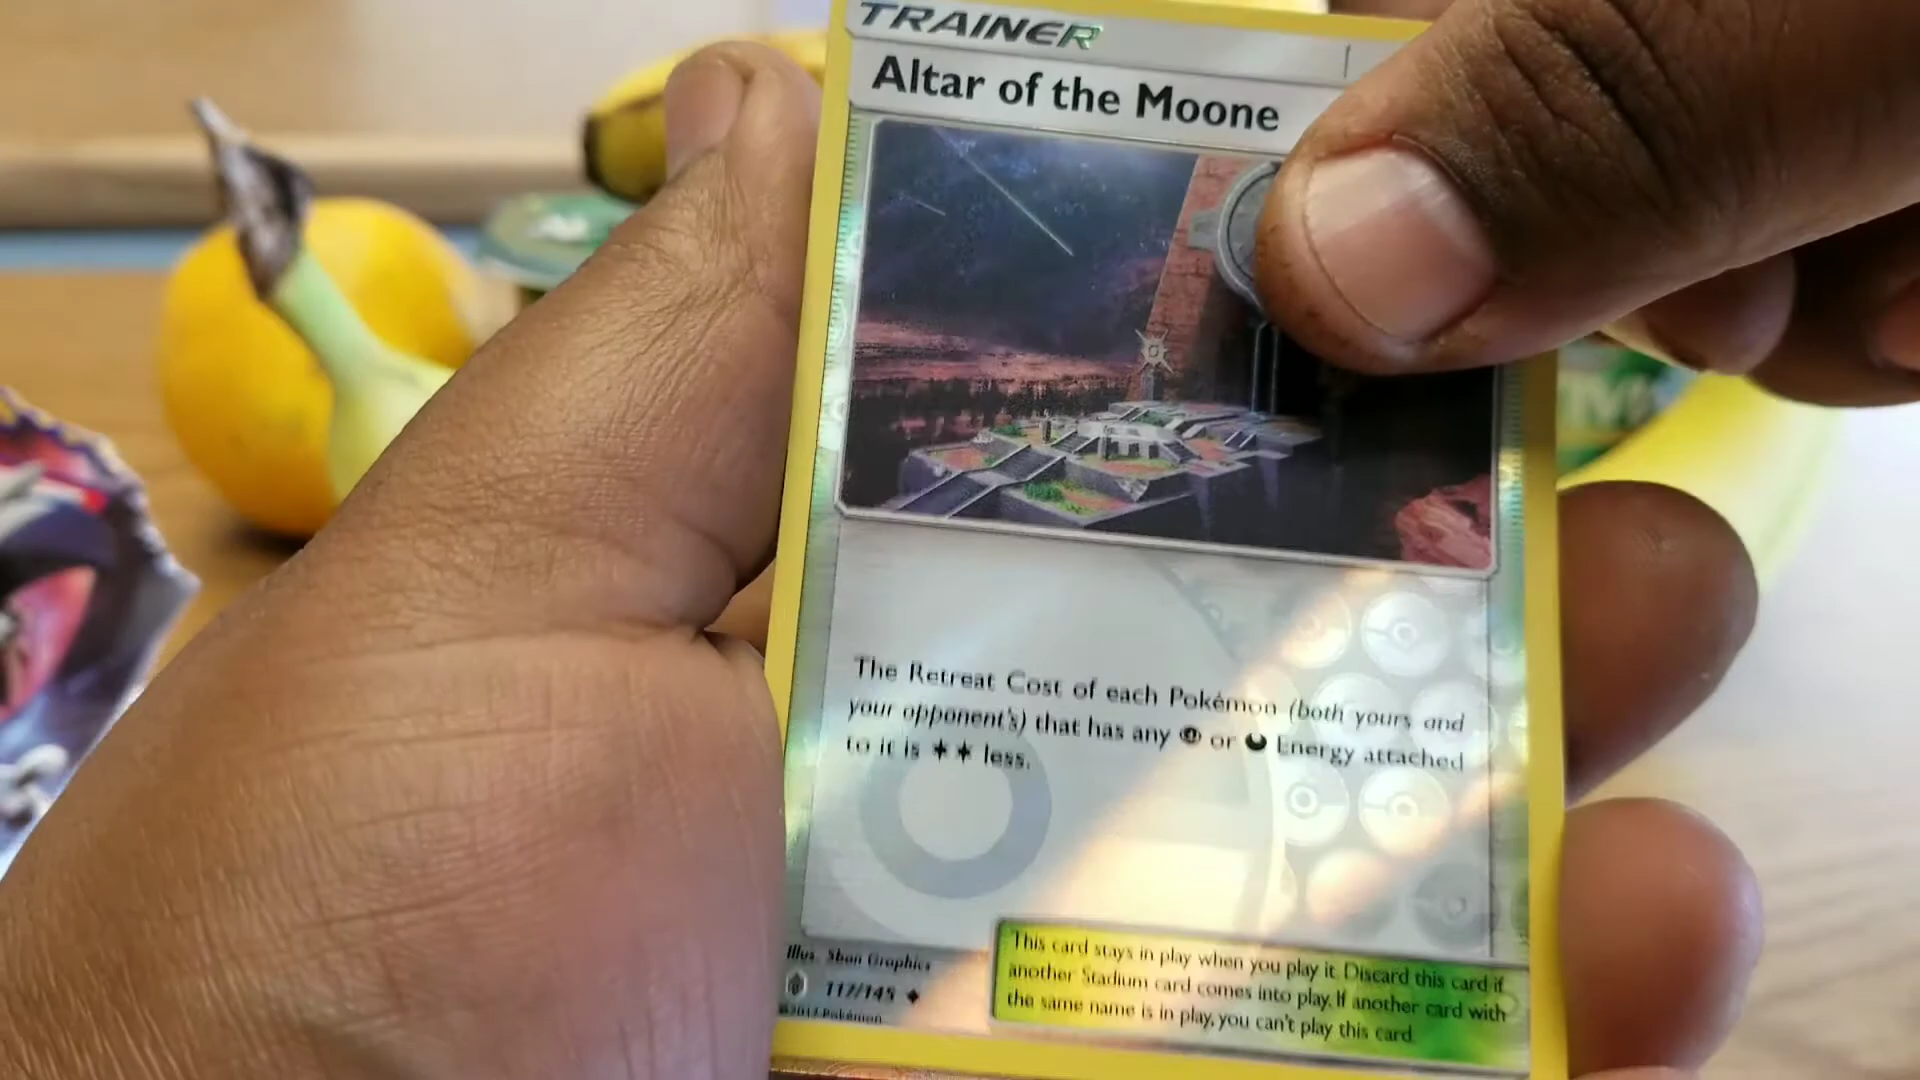 TRAINER
Altar of the Moone
The Retreat Cost of each Pokémon (both yours and
your opponent's) that has any or Energy attached
to it is less.
Illus. Sban Graphics
117/145
©2017 Pokémon
This card stays in play when you play it. Discard this card if
another Stadium card comes into play. If another card with
the same name is in play, you can't play this card.